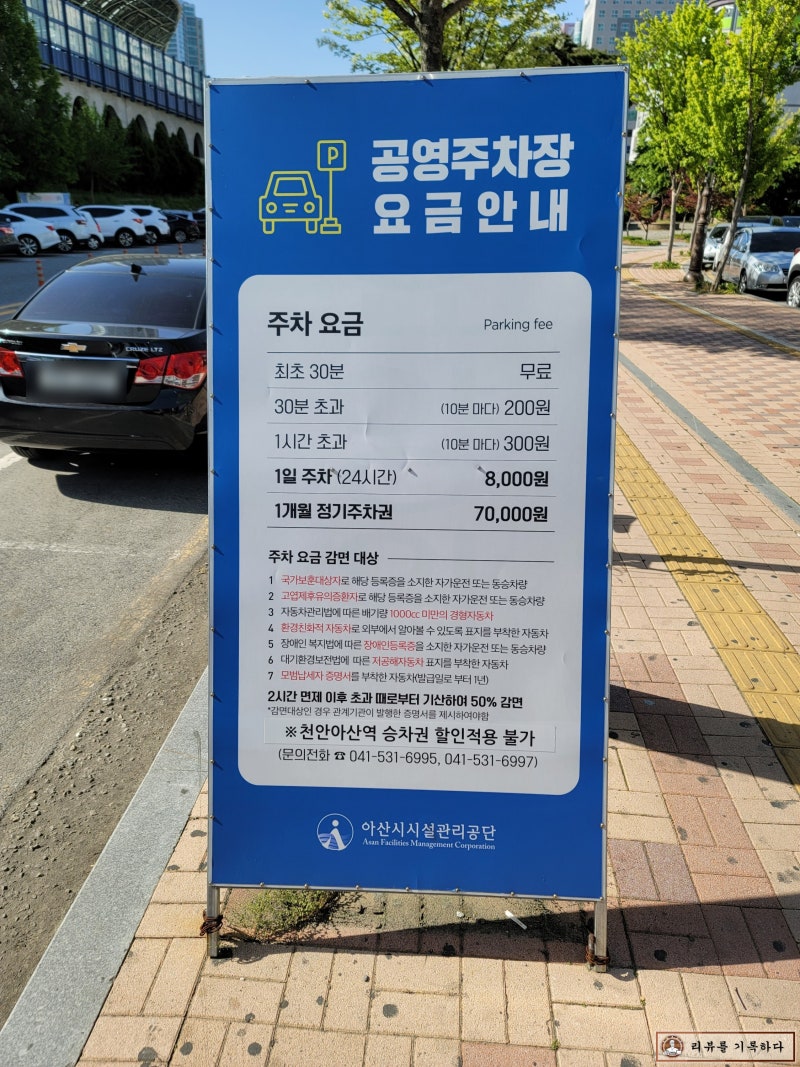 P
공영주차장
요금안내
주차 요금 Parking fee
최초 30분 무료
30분 초과 (10분 마다) 200원
1시간 초과 (10분 마다) 300원
1일 주차 (24시간) 8,000원
1개월 정기주차권 70,000원
주차 요금 감면 대상
1 국가보훈대상자로 해당 등록증을 소지한 자가운전 또는 동승차량
2 고엽제후유의증환자로 해당 등록증을 소지한 자가운전 또는 동승차량
3 자동차관리법에 따른 배기량 1000cc 미만의 경형자동차
4 환경친화적 자동차로 외부에서 알아볼 수 있도록 표지를 부착한 자동차
5 장애인 복지법에 따른 장애인등록증을 소지한 자가운전 또는 동승차량
6 대기환경보전법에 따른 저공해자동차 표지를 부착한 자동차
7 모범납세자 증명서를 부착한 자동차(발급일로 부터 1년)
2시간 면제 이후 초과 때로부터 기산하여 50% 감면
*감면대상인 경우 관계기관이 발행한 증명서를 제시하여야함
※천안아산역 승차권 할인적용 불가
(문의전화 ☎ 041-531-6995, 041-531-6997)
아산시시설관리공단
Asan Facilities Management Corporation
CRUZE LTZ
리뷰를 기록하다